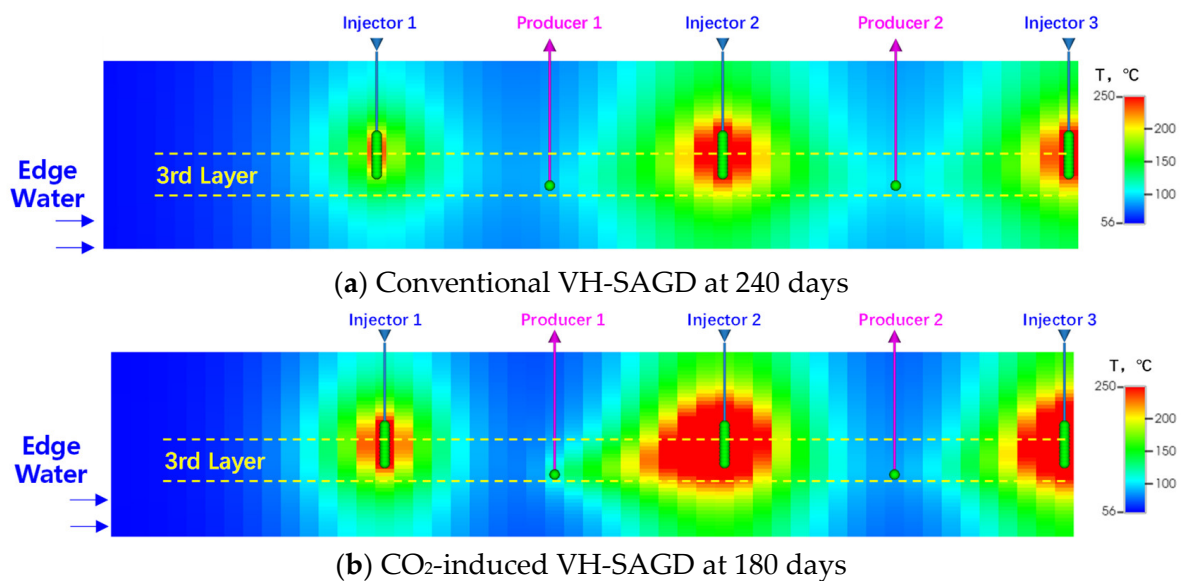 Injector 1 Producer 1 Injector 2 Producer 2 Injector 3
T, °C
250
200
150
100
56
Edge
Water
3rd Layer
(a) Conventional VH-SAGD at 240 days
Injector 1 Producer 1 Injector 2 Producer 2 Injector 3
T, °C
250
200
150
100
56
Edge
Water
3rd Layer
(b) CO₂-induced VH-SAGD at 180 days